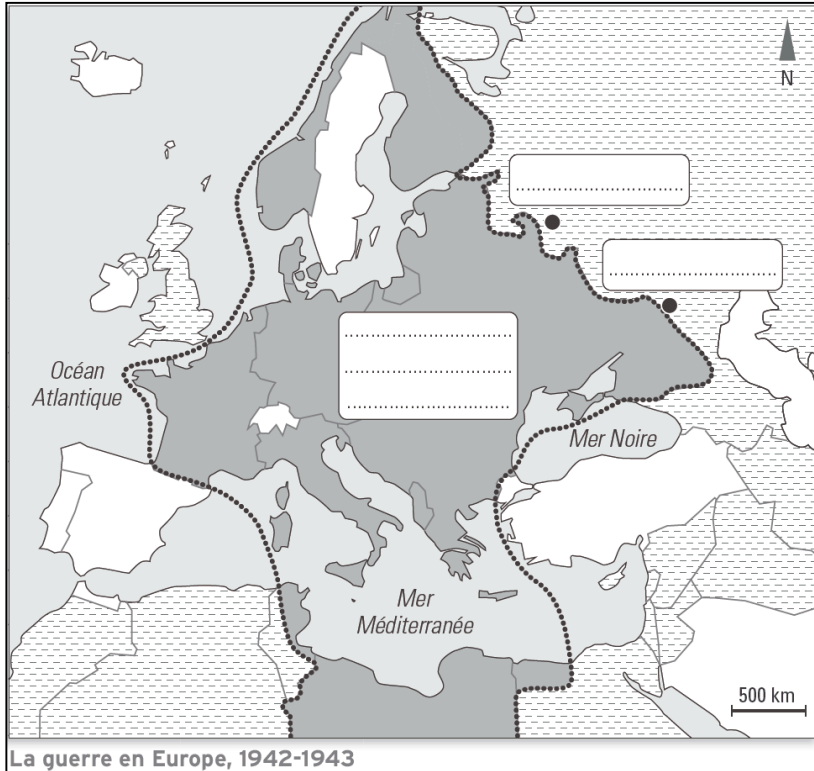 N
Océan
Atlantique
Mer Noire
Mer
Méditerranée
500 km
La guerre en Europe, 1942-1943